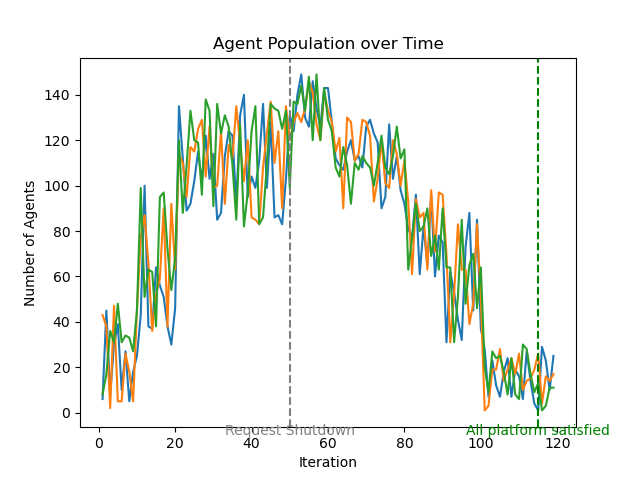 Agent Population over Time
Number of Agents
140
120
100
80
60
40
20
0
0 20 40 60 80 100 120
Request Shutdown All platform satisfied
Iteration